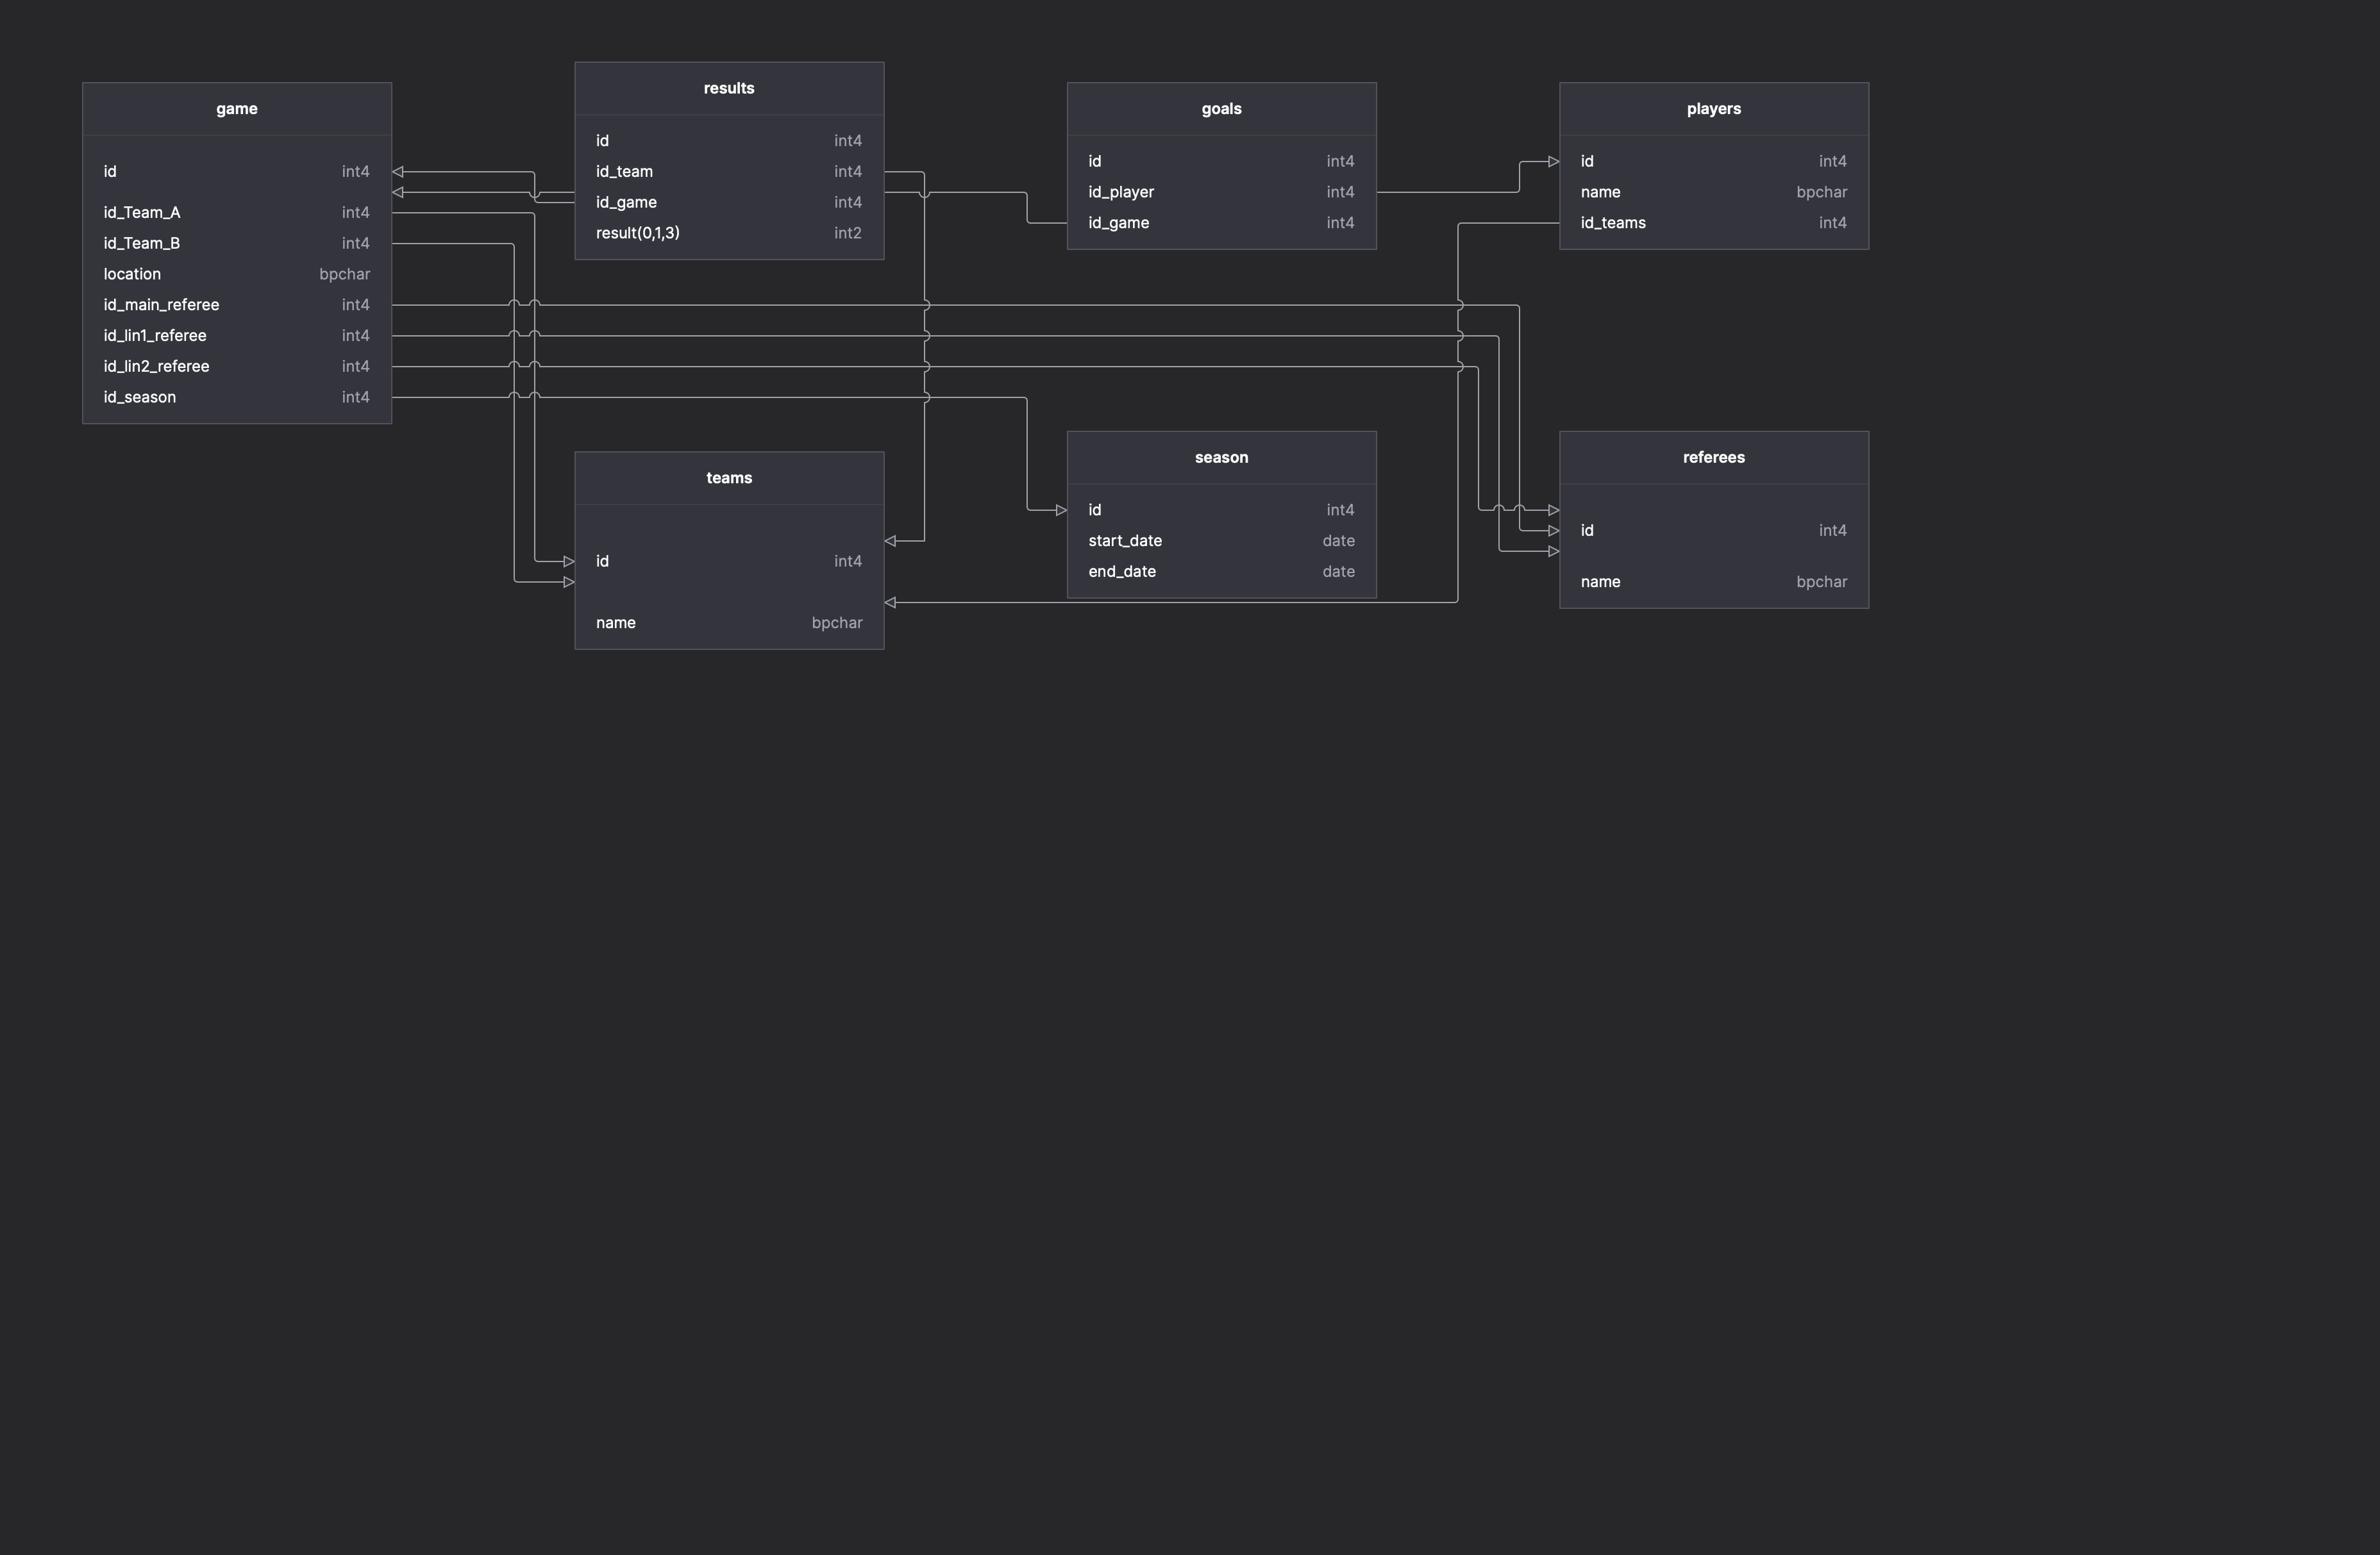 game
id int4
id_Team_A int4
id_Team_B int4
location bpchar
id_main_referee int4
id_lin1_referee int4
id_lin2_referee int4
id_season int4
results
id int4
id_team int4
id_game int4
result(0,1,3) int2
goals
id int4
id_player int4
id_game int4
players
id int4
name bpchar
id_teams int4
teams
id int4
name bpchar
season
id int4
start_date date
end_date date
referees
id int4
name bpchar